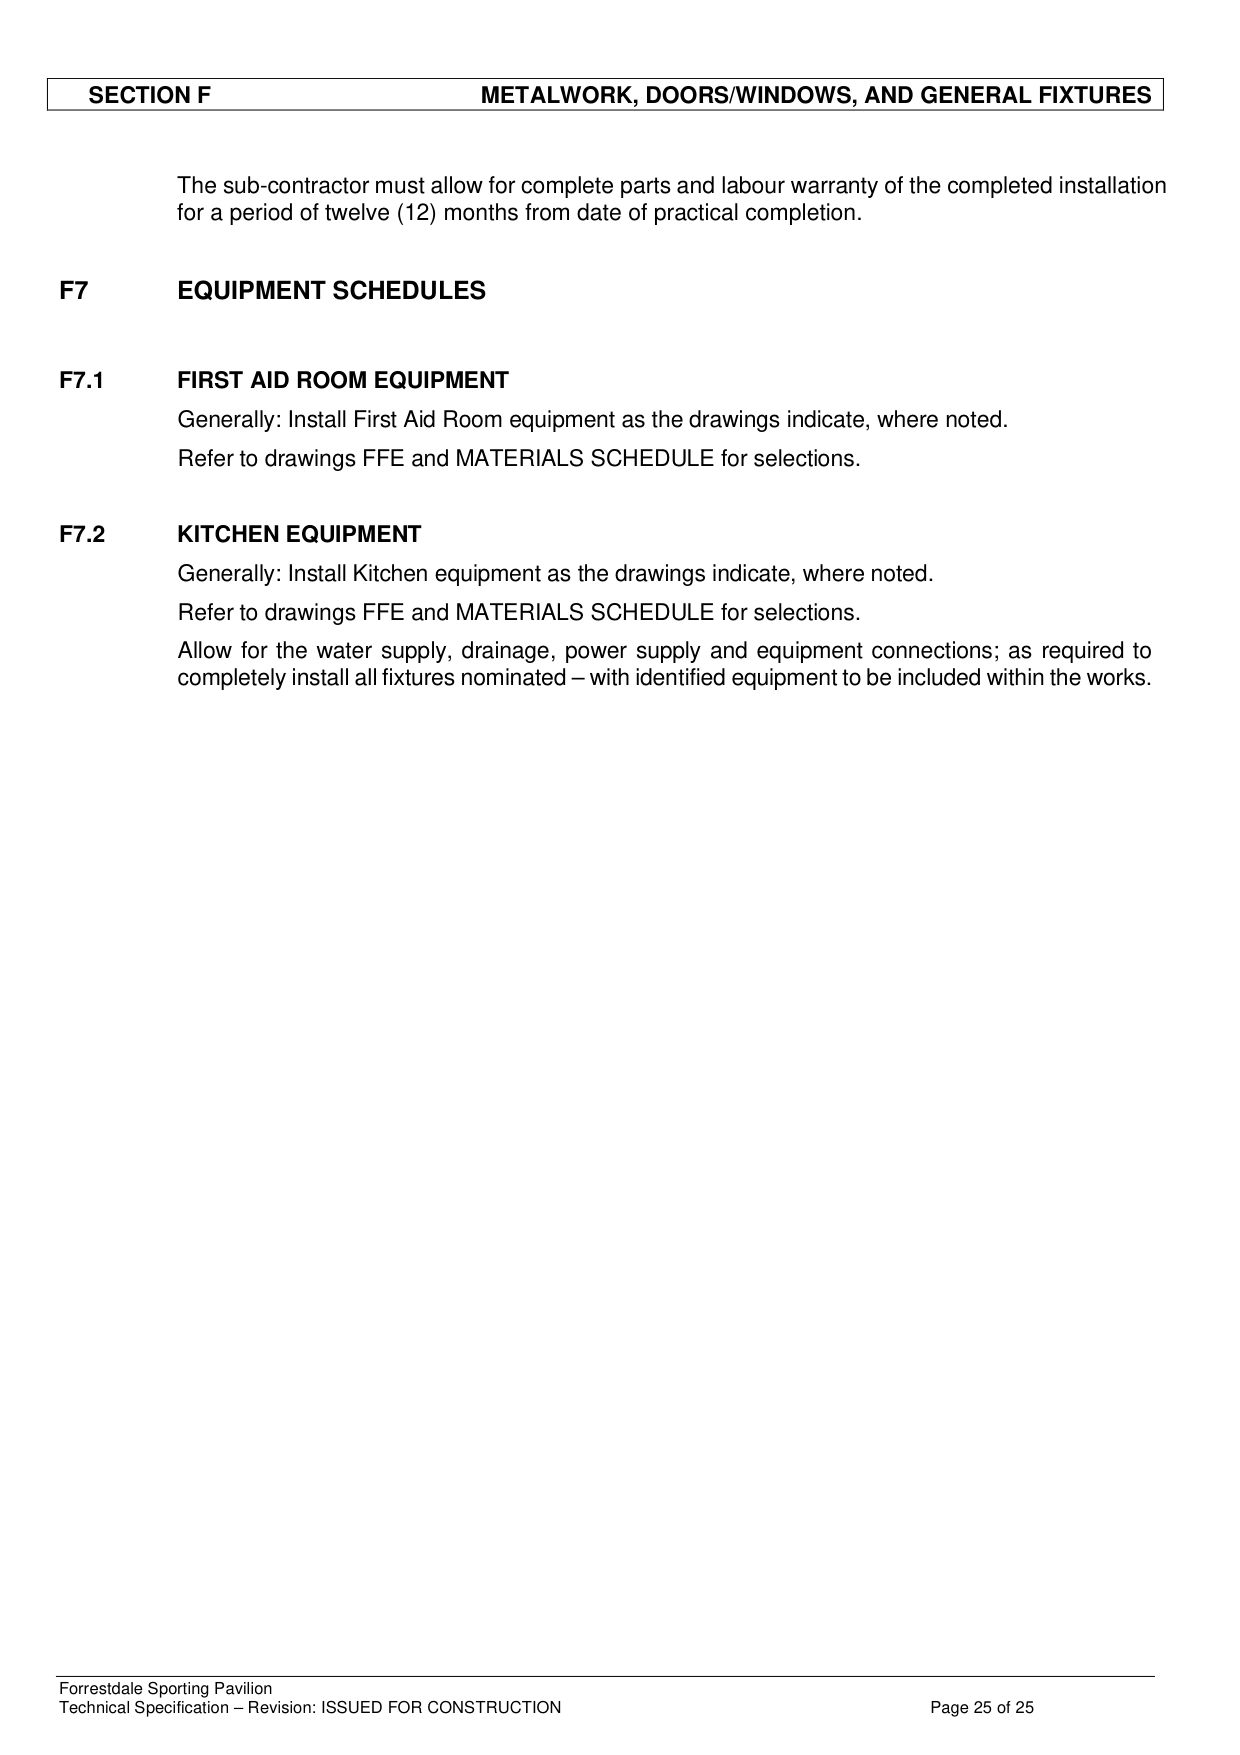 SECTION F METALWORK, DOORS/WINDOWS, AND GENERAL FIXTURES
The sub-contractor must allow for complete parts and labour warranty of the completed installation
for a period of twelve (12) months from date of practical completion.
F7 EQUIPMENT SCHEDULES
F7.1 FIRST AID ROOM EQUIPMENT
Generally: Install First Aid Room equipment as the drawings indicate, where noted.
Refer to drawings FFE and MATERIALS SCHEDULE for selections.
F7.2 KITCHEN EQUIPMENT
Generally: Install Kitchen equipment as the drawings indicate, where noted.
Refer to drawings FFE and MATERIALS SCHEDULE for selections.
Allow for the water supply, drainage, power supply and equipment connections; as required to
completely install all fixtures nominated – with identified equipment to be included within the works.
Forrestdale Sporting Pavilion
Technical Specification – Revision: ISSUED FOR CONSTRUCTION Page 25 of 25